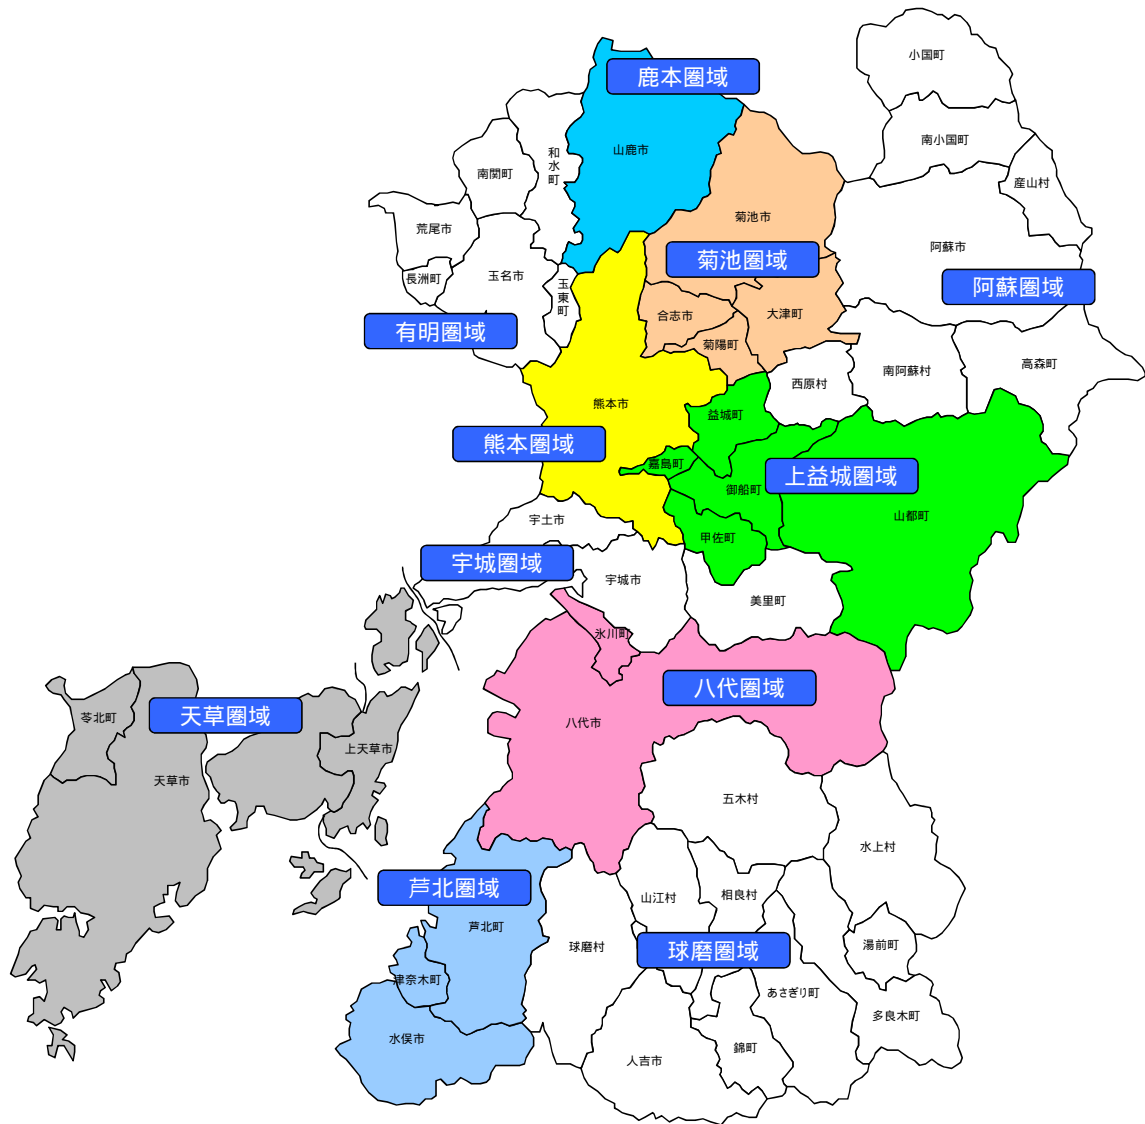 小国町
鹿本圏域
南小国町
山鹿市
和水町
南関町
産山村
菊池市
荒尾市
阿蘇市
菊池圏域
長洲町
玉名市
玉東町
阿蘇圏域
合志市
大津町
有明圏域
菊陽町
高森町
西原村
南阿蘇村
熊本市
益城町
熊本圏域
嘉島町
上益城圏域
御船町
山都町
宇土市
甲佐町
宇城圏域
宇城市
美里町
氷川町
八代圏域
苓北町
天草圏域
八代市
上天草市
天草市
五木村
水上村
芦北圏域
山江村
相良村
芦北町
球磨村
球磨圏域
湯前町
津奈木町
あさぎり町
多良木町
水俣市
錦町
人吉市